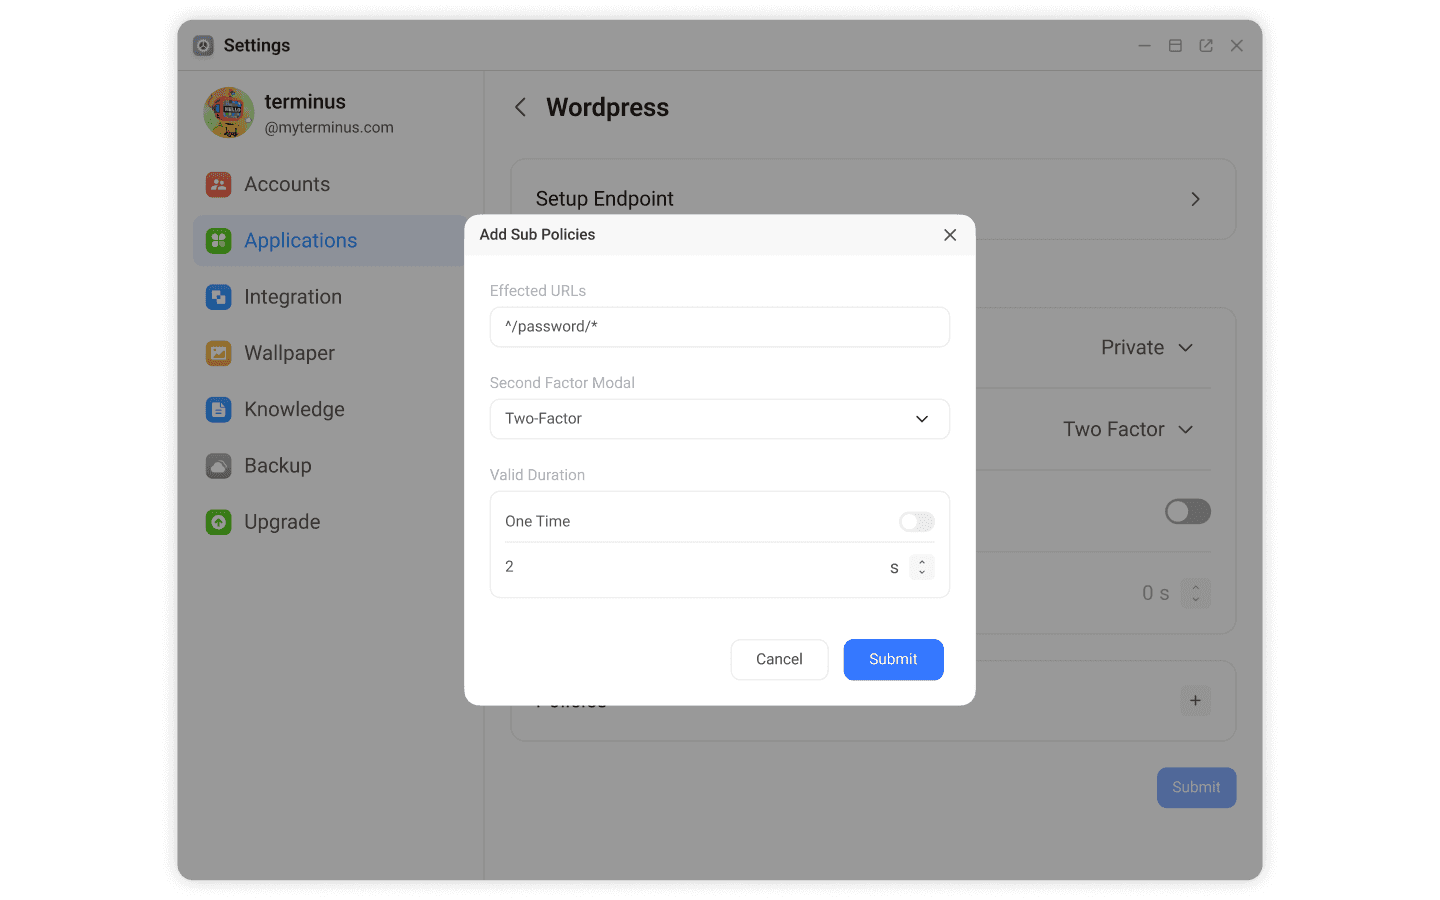 Settings
terminus
@myterminus.com
Accounts
Applications
Integration
Wallpaper
Knowledge
Backup
Upgrade
Wordpress
Setup Endpoint
Private
Two Factor
0 s
Submit
Add Sub Policies
Effected URLs
^/password/*
Second Factor Modal
Two-Factor
Valid Duration
One Time
2 s
Cancel Submit